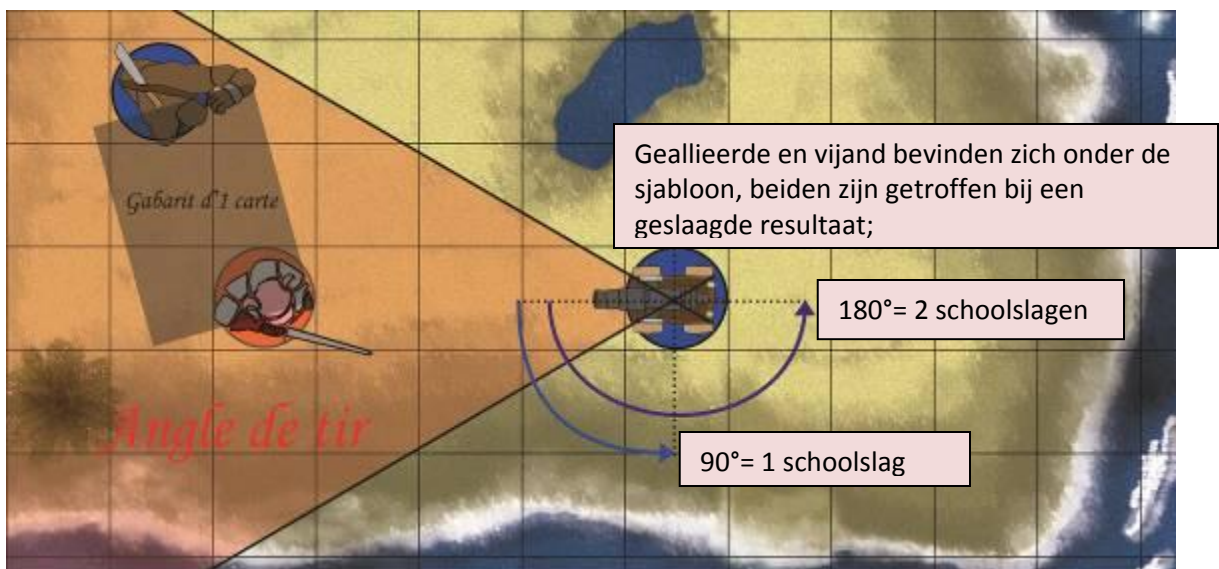 Gabarit d'1 carte
Geallieerde en vijand bevinden zich onder de
sjabloon, beiden zijn getroffen bij een
geslaagde resultaat;
180°= 2 schoolslagen
Angle de tir
90°= 1 schoolslag